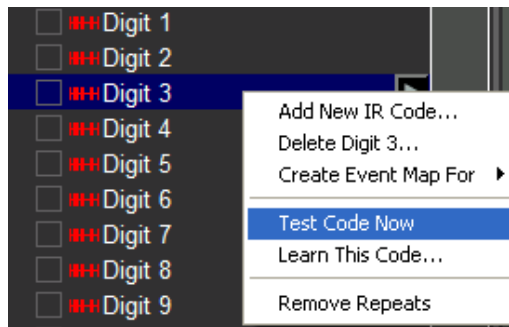 Digit 1
Digit 2
Digit 3
Digit 4
Digit 5
Digit 6
Digit 7
Digit 8
Digit 9
Add New IR Code...
Delete Digit 3...
Create Event Map For
Test Code Now
Learn This Code...
Remove Repeats